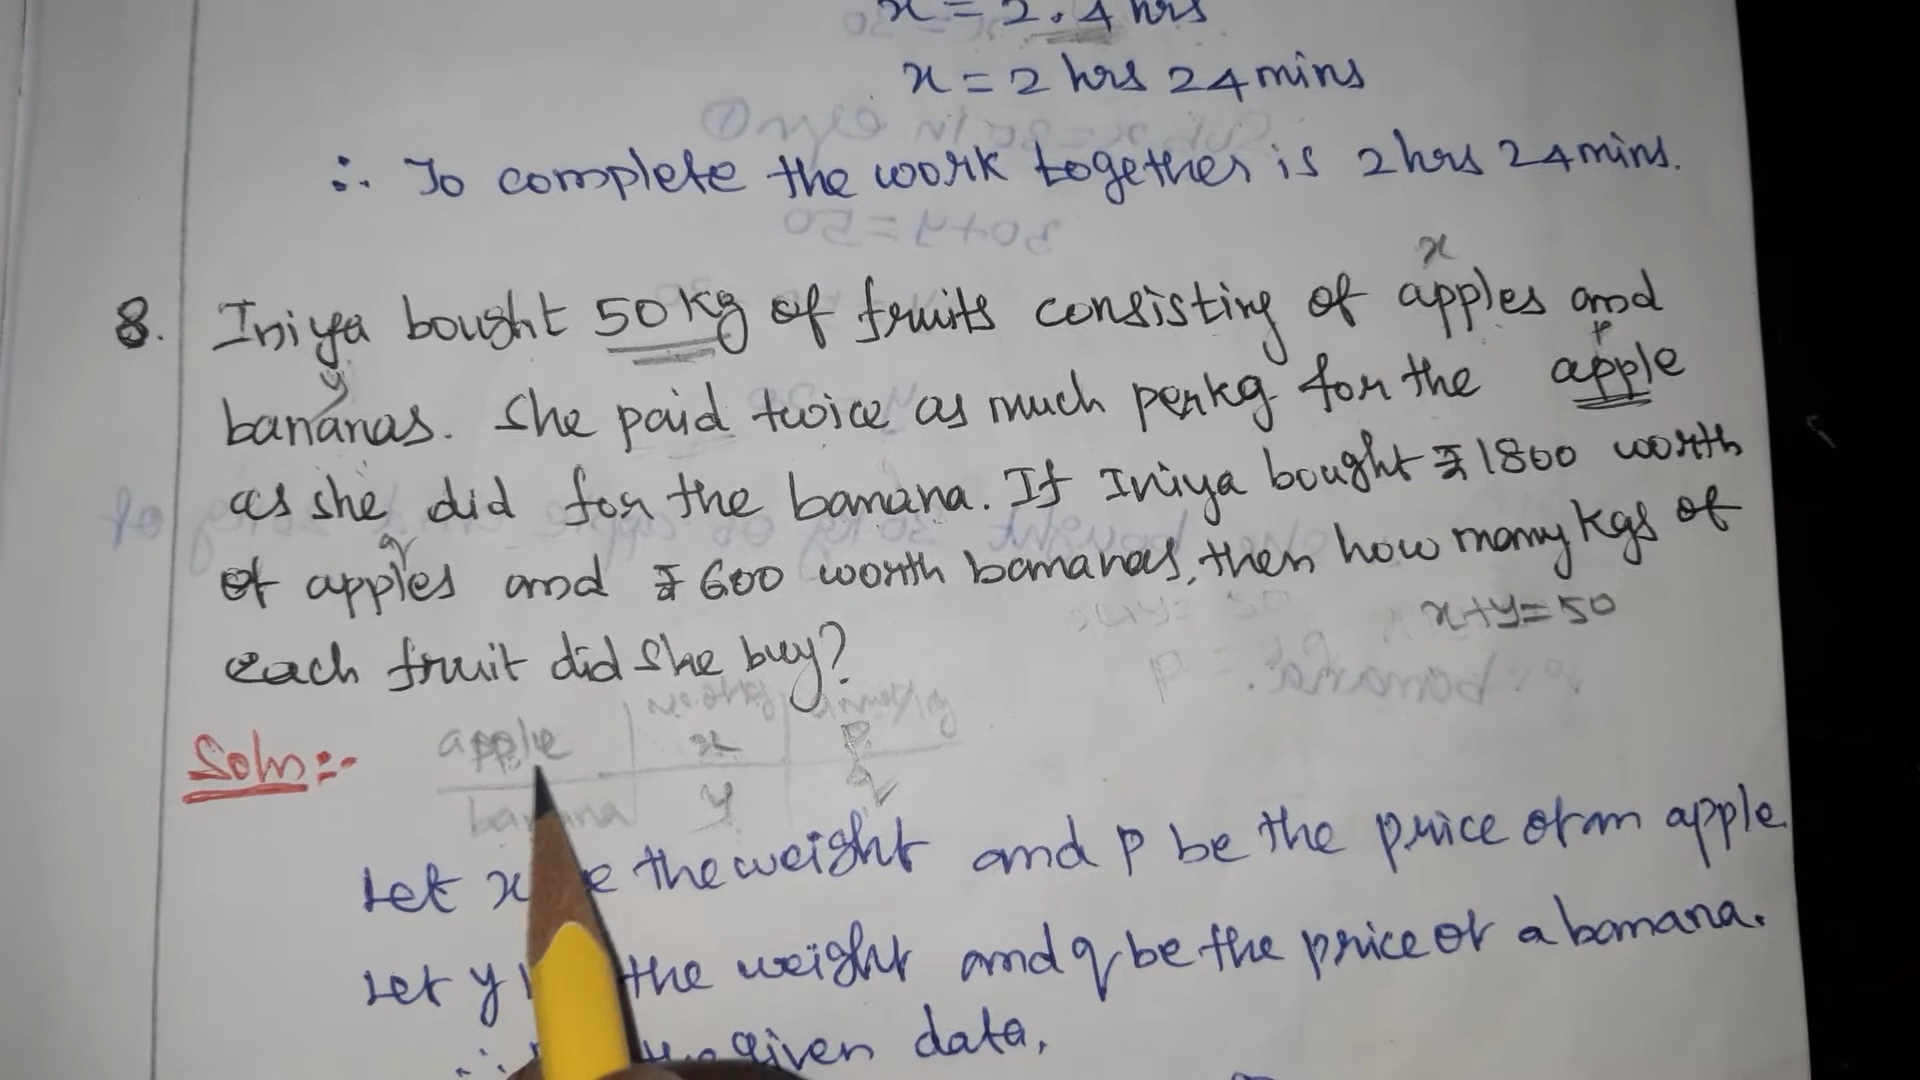 x = 2.4 hrs
x = 2 hrs 24 mins
∴ To complete the work together is 2 hrs 24 mins.
x
8. Iniya bought 50 kg of fruits consisting of apples and
y
p
bananas. She paid twice as much per kg for the apple
as she did for the banana. If Iniya bought ₹ 1800 worth
q
of apples and ₹ 600 worth bananas, then how many kgs of
x+y=50
each fruit did she buy?
Soln:-
apple x p
banana y q
Let x the weight and p be the price of an apple.
Let y the weight and q be the price of a banana.
given data,